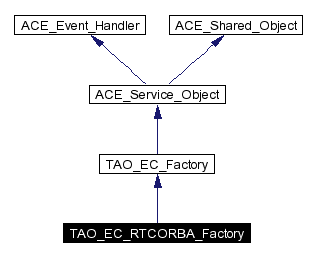 ACE_Event_Handler
ACE_Shared_Object
ACE_Service_Object
TAO_EC_Factory
TAO_EC_RTCORBA_Factory